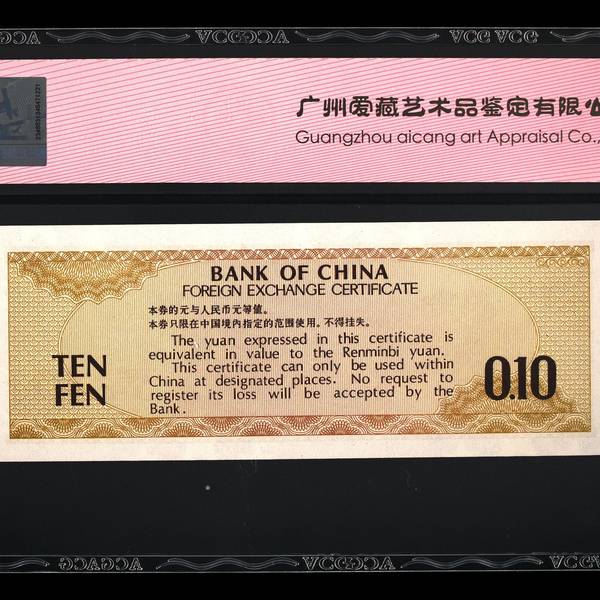 VCGCCV
VCGCCV
VCG VCG
广州爱藏艺术品鉴定有限公
Guangzhou aicang art Appraisal Co.,
BANK OF CHINA
FOREIGN EXCHANGE CERTIFICATE
本券的元与人民币元等值。
本券只限在中国境内指定的范围使用。不得挂失。
The yuan expressed in this certificate is
equivalent in value to the Renminbi yuan.
This certificate can only be used within
China at designated places. No request to
register its loss will be accepted by the
Bank.
TEN
FEN
0.10